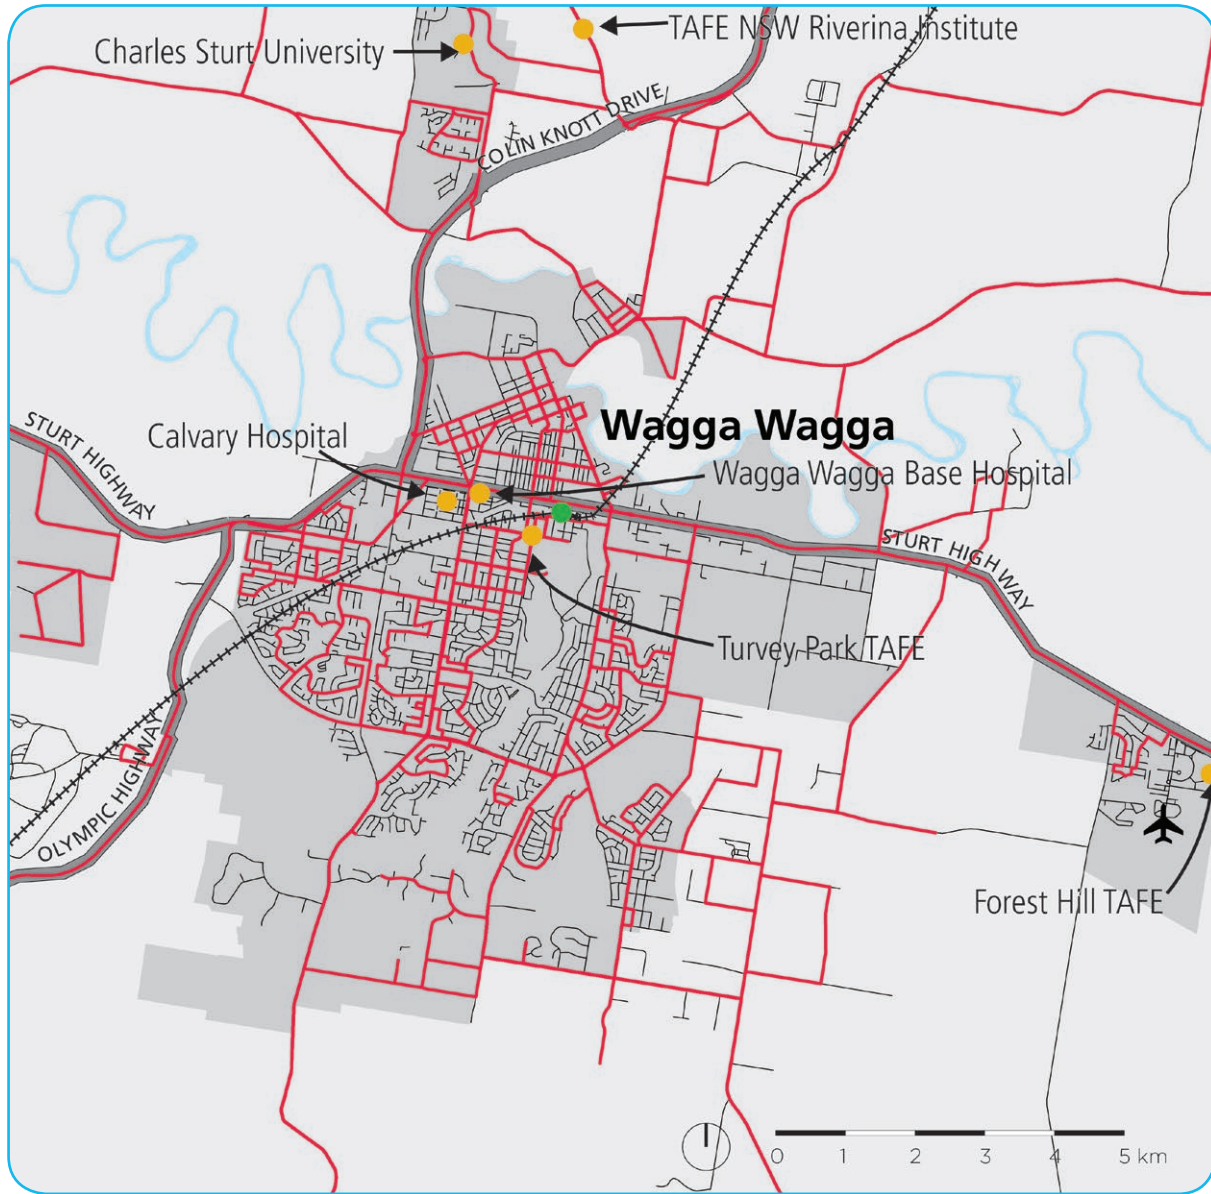 TAFE NSW Riverina Institute
Charles Sturt University
COLIN KNOTT DRIVE
Wagga Wagga
STURT HIGHWAY
Calvary Hospital
Wagga Wagga Base Hospital
STURT HIGHWAY
Turvey Park TAFE
OLYMPIC HIGHWAY
Forest Hill TAFE
0 1 2 3 4 5 km